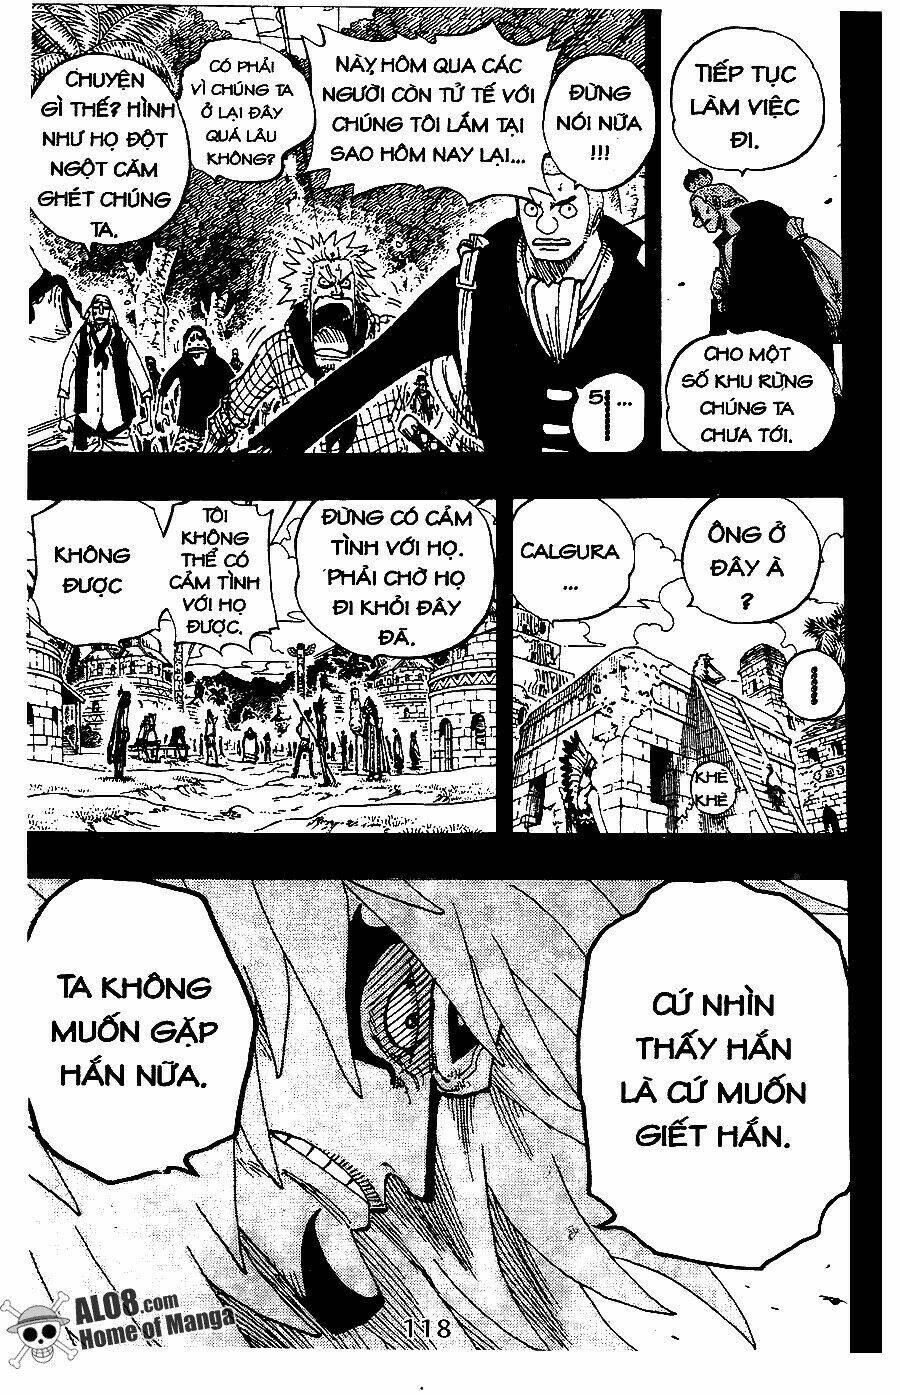 TIẾP TỤC
LÀM VIỆC
ĐI.
CHO MỘT
SỐ KHU RỪNG
CHÚNG TA
CHƯA TỚI.
ĐỪNG
NÓI NỮA
!!!
NÀY, HÔM QUA CÁC
NGƯỜI CÒN TỬ TẾ VỚI
CHÚNG TÔI LẮM TẠI
SAO HÔM NAY LẠI...
CÓ PHẢI
VÌ CHÚNG TA
Ở LẠI ĐÂY
QUÁ LÂU
KHÔNG?
CHUYỆN
GÌ THẾ? HÌNH
NHƯ HỌ ĐỘT
NGỘT CĂM
GHÉT CHÚNG
TA.
...
ÔNG Ở
ĐÂY À
?
CALGURA
...
KHÈ
KHÈ
ĐỪNG CÓ CẢM
TÌNH VỚI HỌ.
PHẢI CHỜ HỌ
ĐI KHỎI ĐÂY
ĐÃ.
TÔI
KHÔNG
THỂ CÓ
CẢM TÌNH
VỚI HỌ
ĐƯỢC.
KHÔNG
ĐƯỢC
CỨ NHÌN
THẤY HẮN
LÀ CỨ MUỐN
GIẾT HẮN.
TA KHÔNG
MUỐN GẶP
HẮN NỮA.
118
ALO8.com
Home of Manga